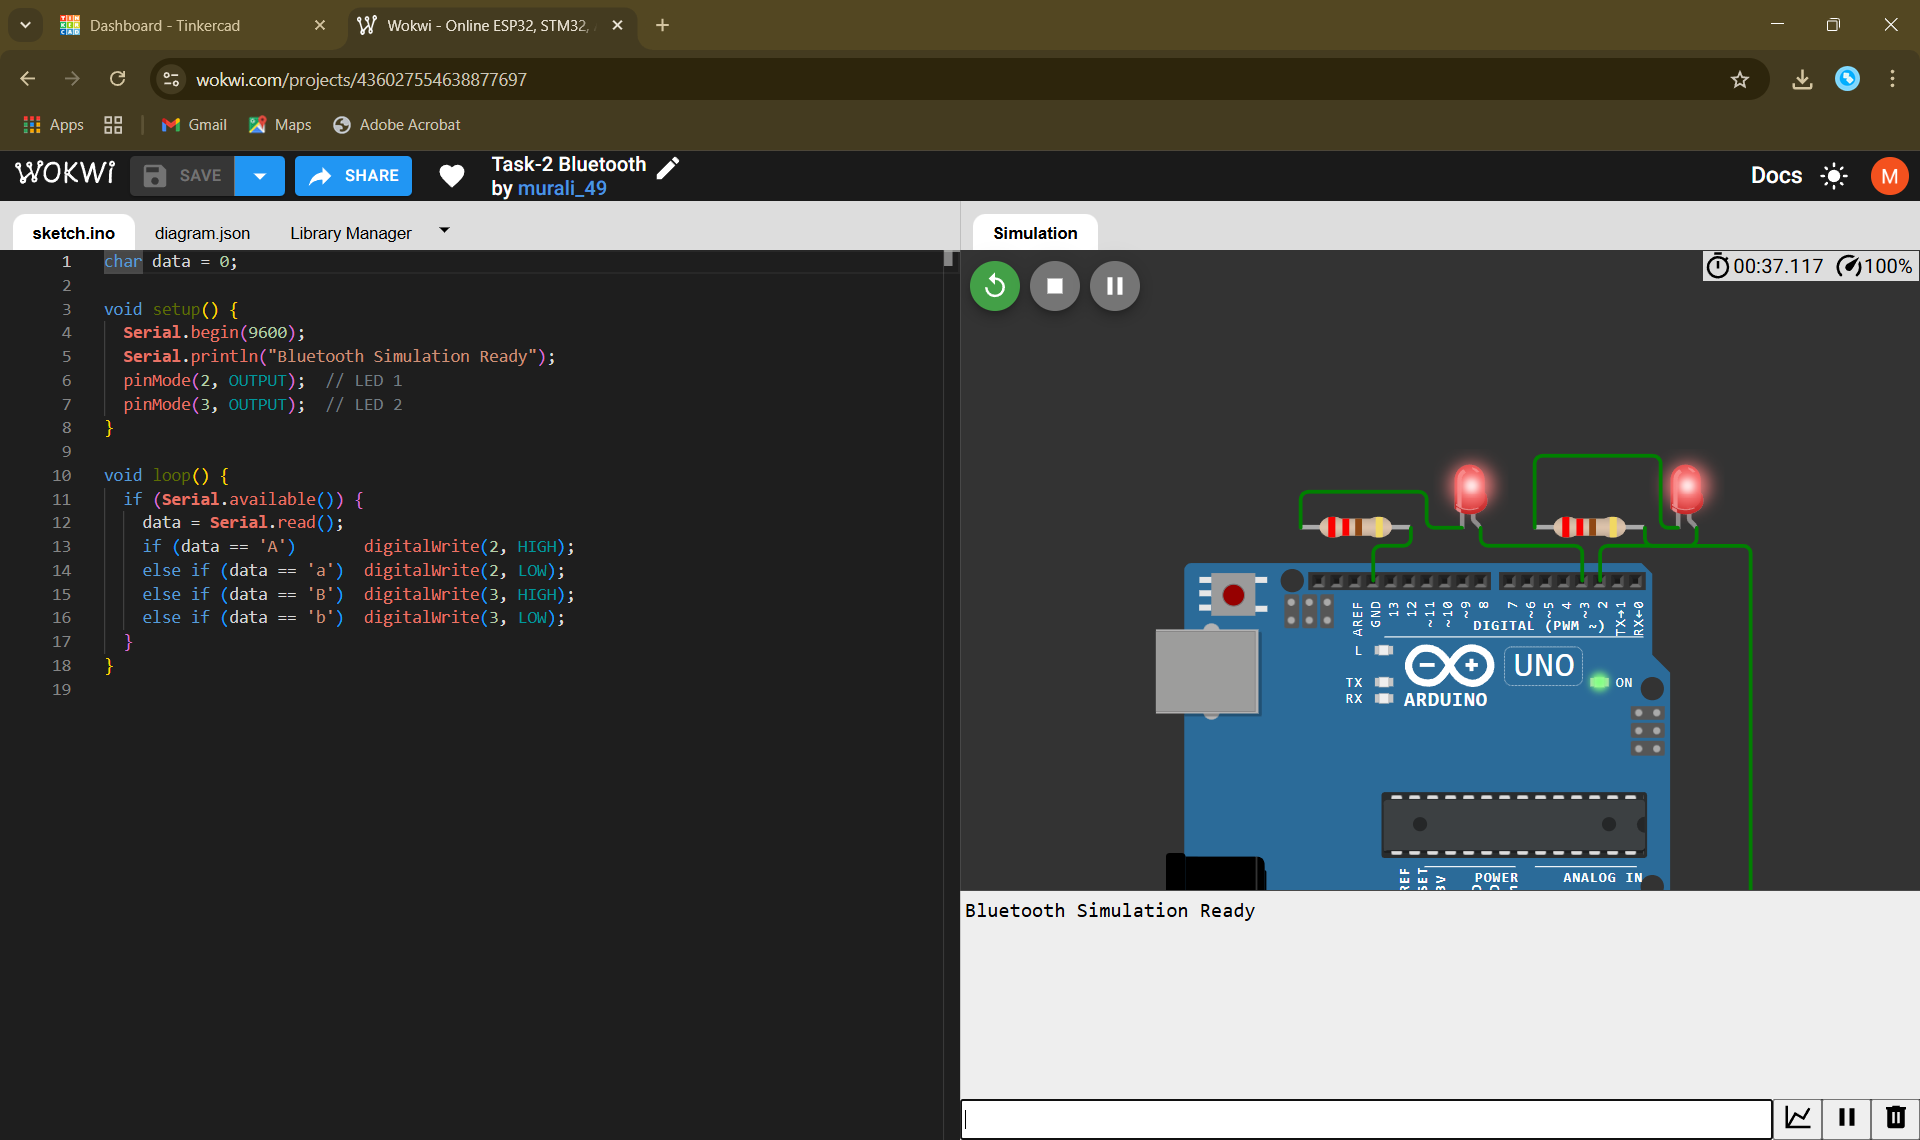 Dashboard - Tinkercad
Wokwi - Online ESP32, STM32,
wokwi.com/projects/436027554638877697
Apps
Gmail
Maps
Adobe Acrobat
WOKWI
SAVE
SHARE
Task-2 Bluetooth
by murali_49
Docs
M
sketch.ino
diagram.json
Library Manager
Simulation
1 char data = 0;
2
3 void setup() {
4 Serial.begin(9600);
5 Serial.println("Bluetooth Simulation Ready");
6 pinMode(2, OUTPUT); // LED 1
7 pinMode(3, OUTPUT); // LED 2
8 }
9
10 void loop() {
11 if (Serial.available()) {
12 data = Serial.read();
13 if (data == 'A') digitalWrite(2, HIGH);
14 else if (data == 'a') digitalWrite(2, LOW);
15 else if (data == 'B') digitalWrite(3, HIGH);
16 else if (data == 'b') digitalWrite(3, LOW);
17 }
18 }
19
00:37.117 100%
AREF
GND
13
12
~11
~10
~9
8
7
~6
~5
4
~3
2
TX→1
RX←0
DIGITAL (PWM ~)
L
TX
RX
UNO
ARDUINO
ON
POWER
ANALOG IN
Bluetooth Simulation Ready